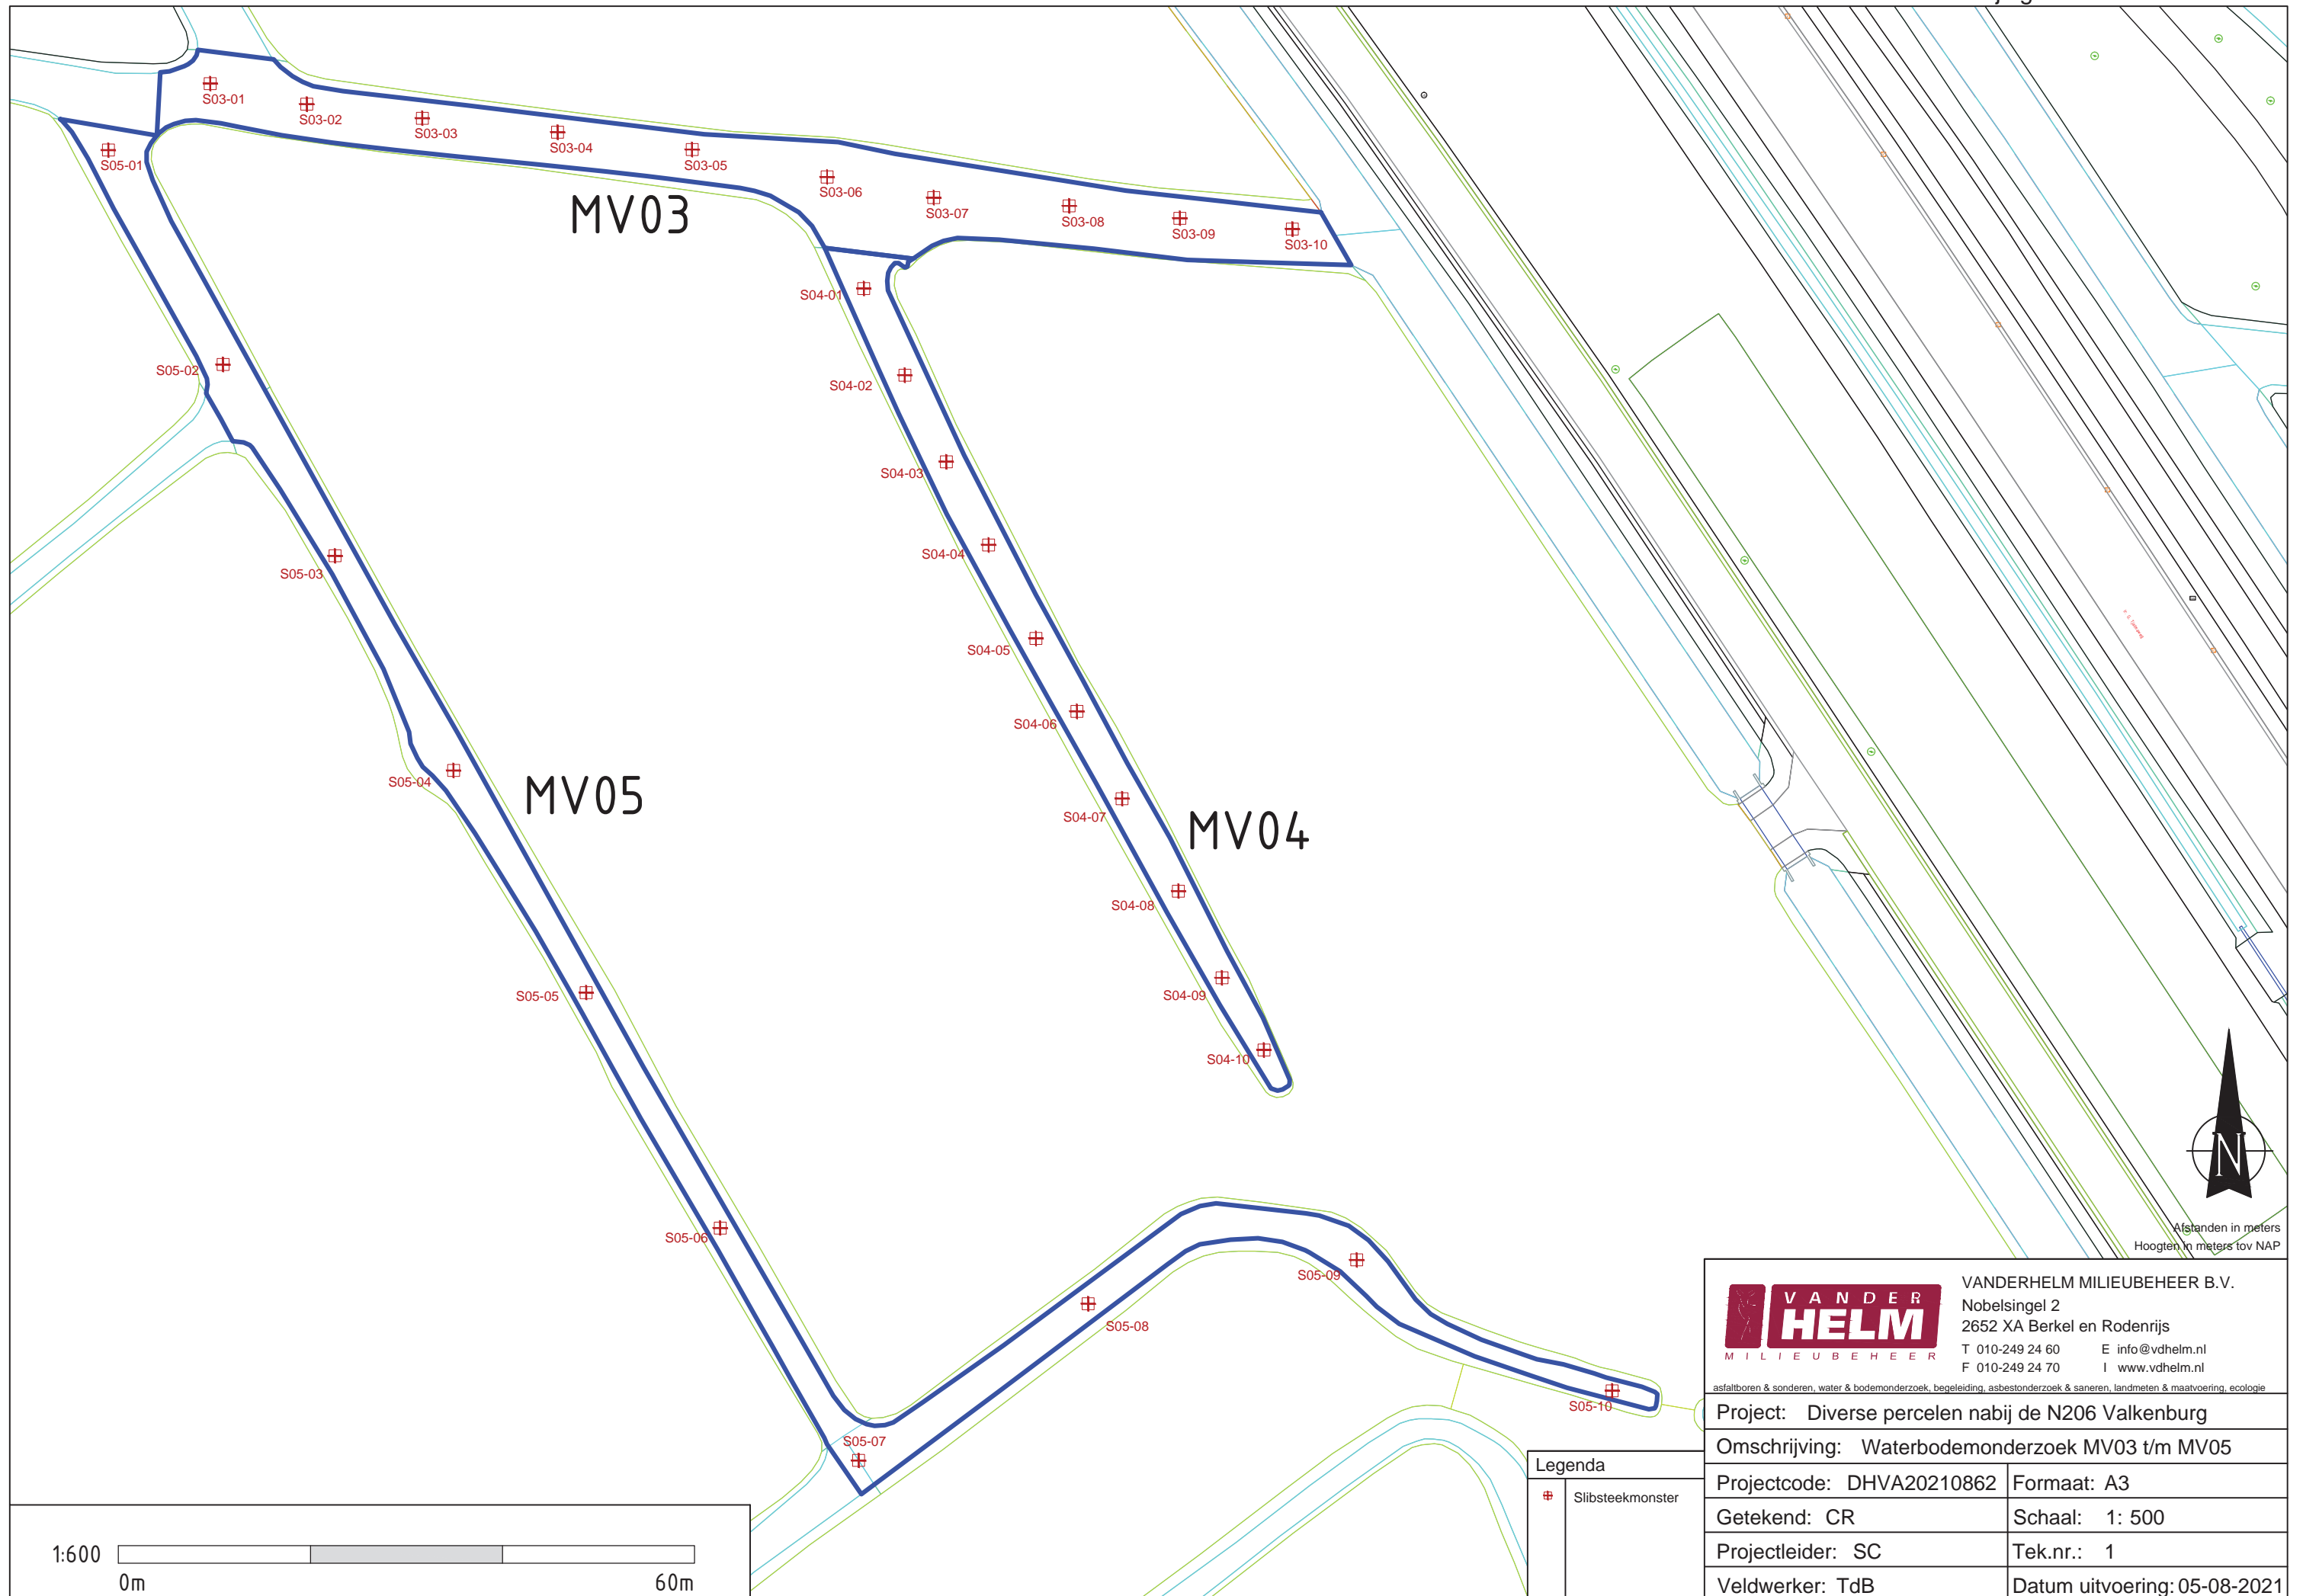 S03-01
S03-02
S03-03
S03-04
S03-05
S03-06
S03-07
S03-08
S03-09
S03-10
S05-01
MV03
S04-01
S05-02
S04-02
S04-03
S04-04
S05-03
S04-05
S04-06
S05-04
MV05
S04-07
MV04
S04-08
S05-05
S04-09
S04-10
S05-06
S05-09
S05-08
S05-10
S05-07
N
Afstanden in meters
Hoogten in meters tov NAP
VANDER
HELM
MILIEUBEHEER
VANDERHELM MILIEUBEHEER B.V.
Nobelsingel 2
2652 XA Berkel en Rodenrijs
T 010-249 24 60 E info@vdhelm.nl
F 010-249 24 70 I www.vdhelm.nl
asfaltboren & sonderen, water & bodemonderzoek, begeleiding, asbestonderzoek & saneren, landmeten & maatvoering, ecologie
Project: Diverse percelen nabij de N206 Valkenburg
Omschrijving: Waterbodemonderzoek MV03 t/m MV05
Projectcode: DHVA20210862 Formaat: A3
Getekend: CR Schaal: 1: 500
Projectleider: SC Tek.nr.: 1
Veldwerker: TdB Datum uitvoering: 05-08-2021
Legenda
Slibsteekmonster
1:600
0m 60m